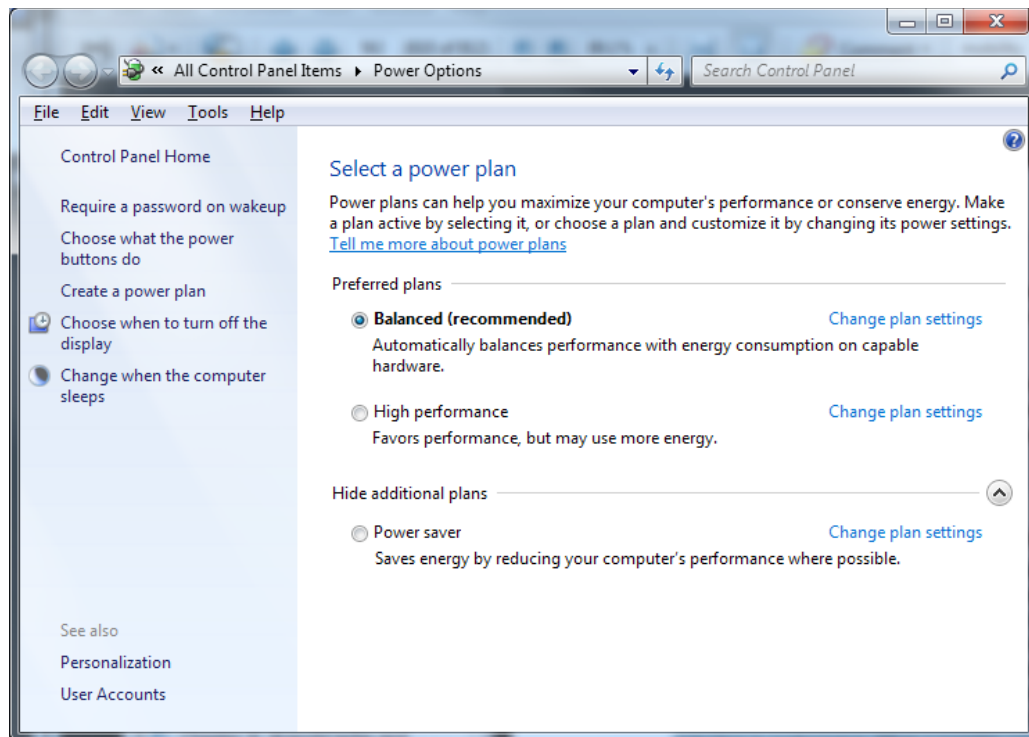 « All Control Panel Items ▸ Power Options
Search Control Panel
File Edit View Tools Help
Control Panel Home
Require a password on wakeup
Choose what the power
buttons do
Create a power plan
Choose when to turn off the
display
Change when the computer
sleeps
See also
Personalization
User Accounts
Select a power plan
Power plans can help you maximize your computer's performance or conserve energy. Make
a plan active by selecting it, or choose a plan and customize it by changing its power settings.
Tell me more about power plans
Preferred plans
Balanced (recommended) Change plan settings
Automatically balances performance with energy consumption on capable
hardware.
High performance Change plan settings
Favors performance, but may use more energy.
Hide additional plans
Power saver Change plan settings
Saves energy by reducing your computer's performance where possible.